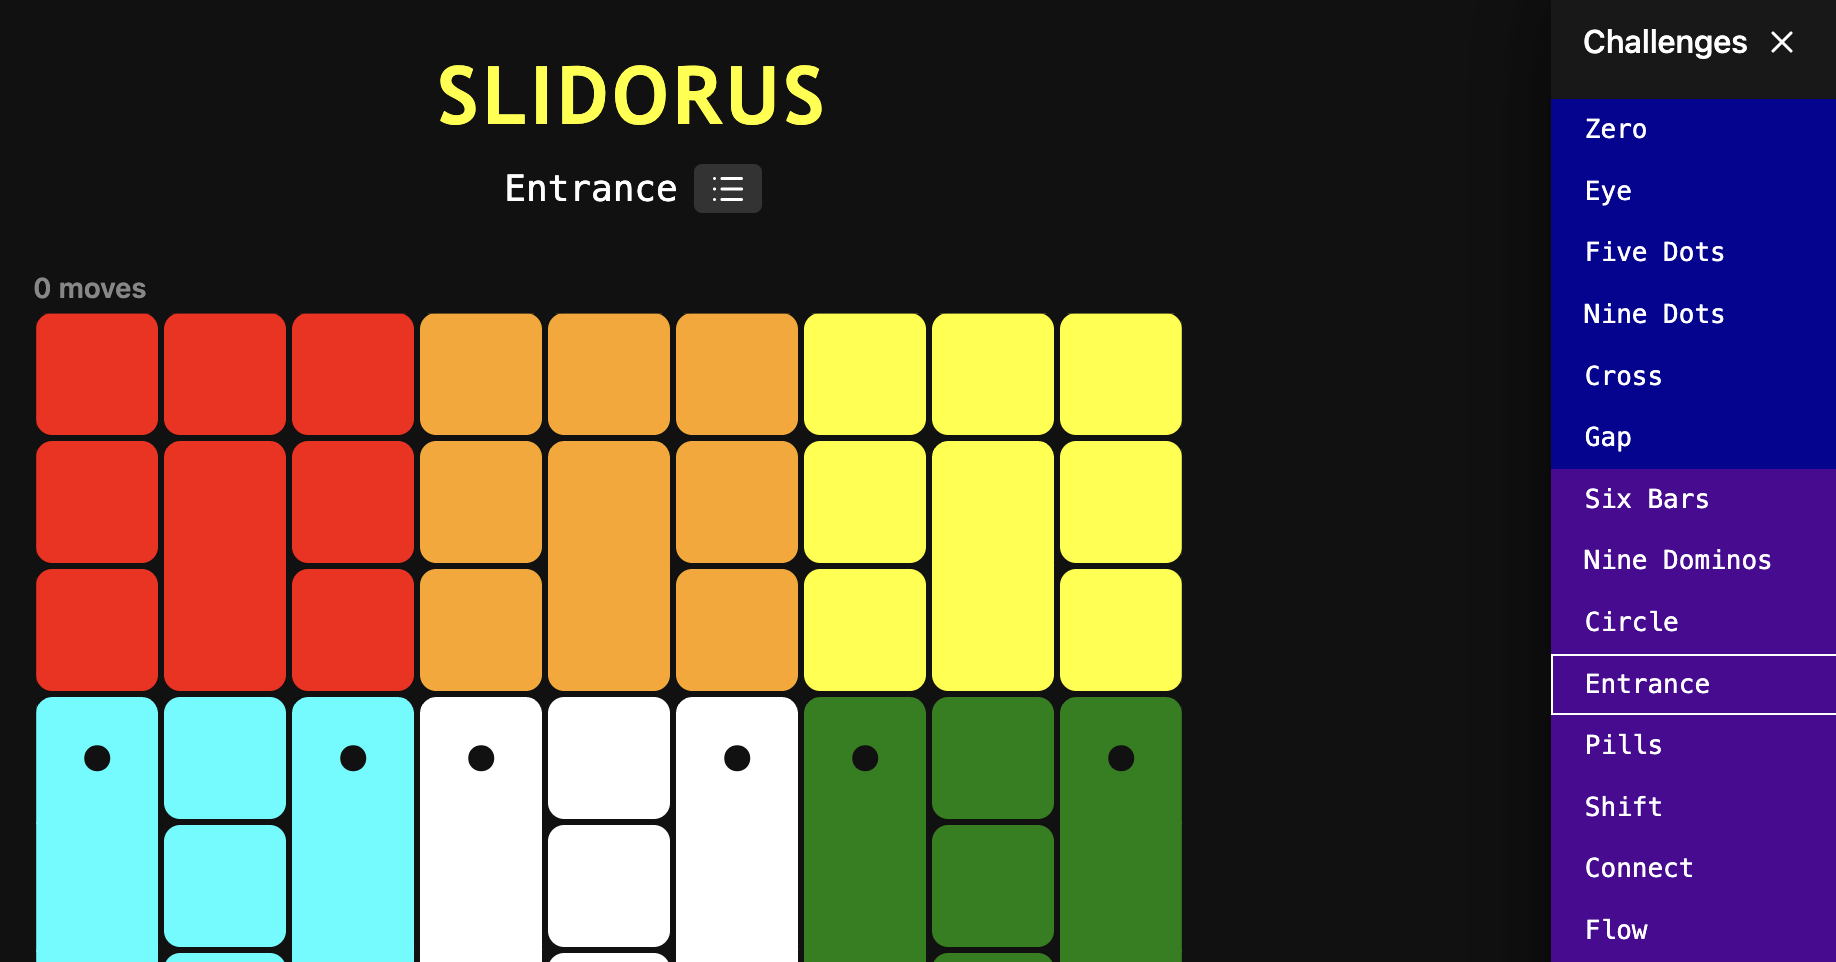 SLIDORUS
Entrance
0 moves
Challenges
Zero
Eye
Five Dots
Nine Dots
Cross
Gap
Six Bars
Nine Dominos
Circle
Entrance
Pills
Shift
Connect
Flow